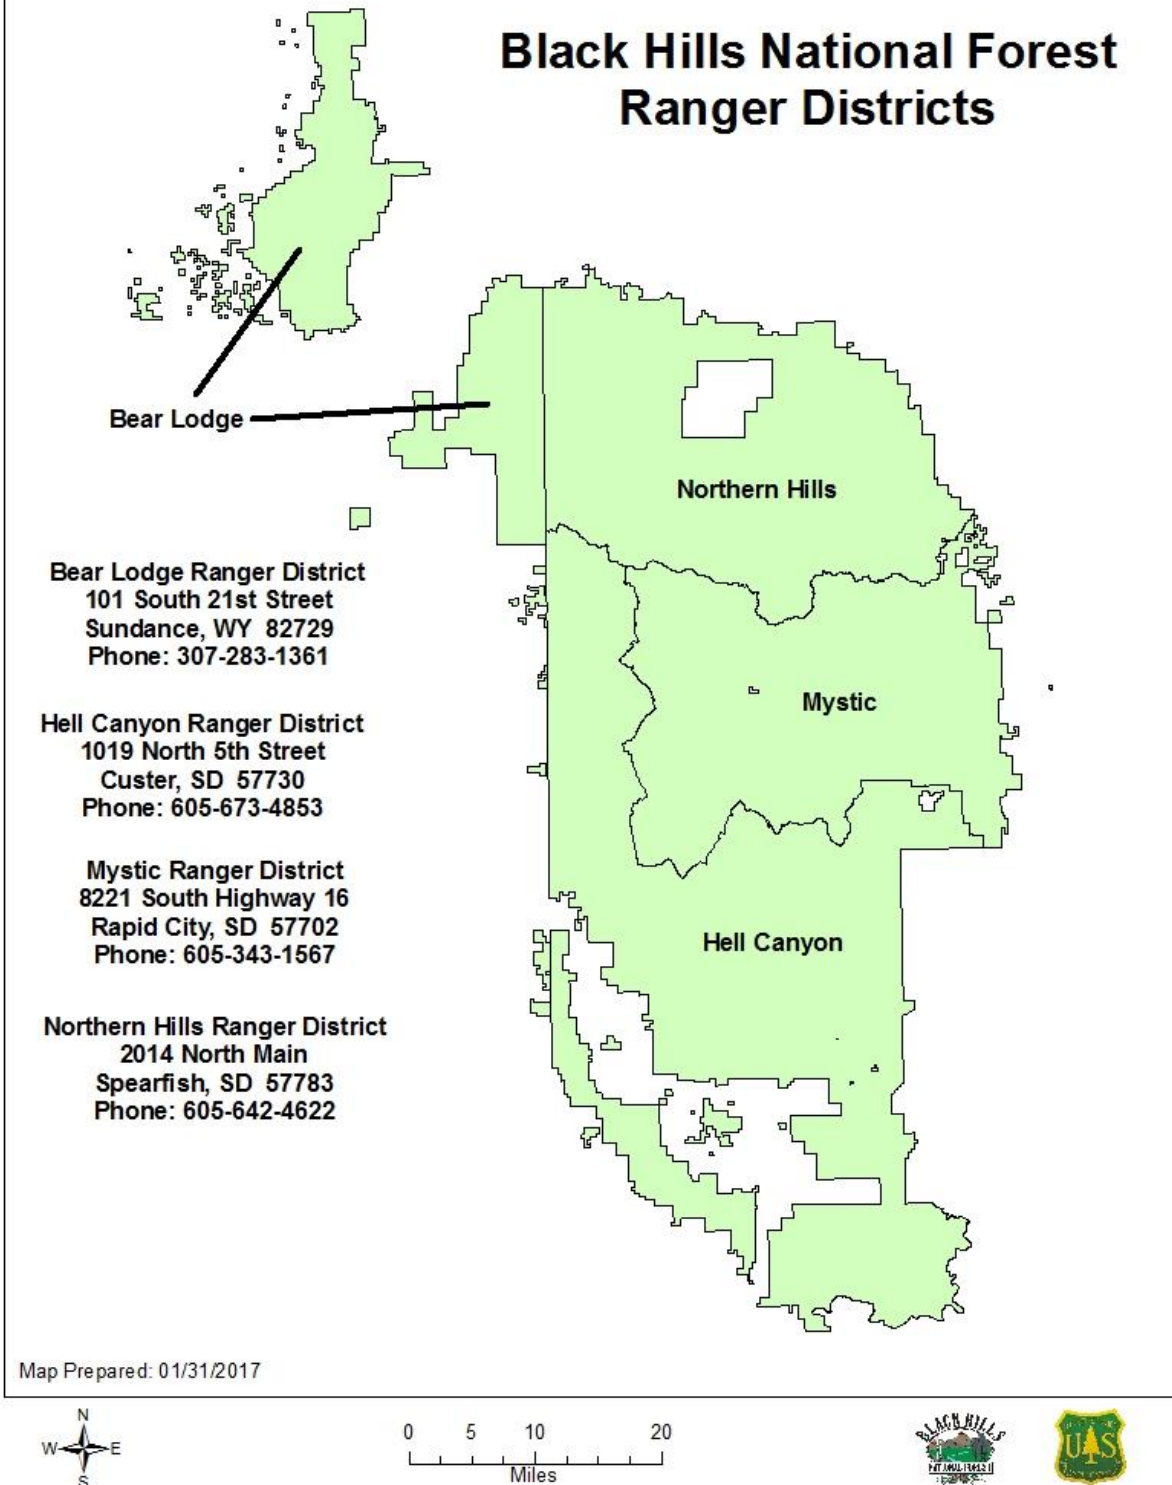 Black Hills National Forest
Ranger Districts
Bear Lodge
Northern Hills
Mystic
Hell Canyon
Bear Lodge Ranger District
101 South 21st Street
Sundance, WY 82729
Phone: 307-283-1361
Hell Canyon Ranger District
1019 North 5th Street
Custer, SD 57730
Phone: 605-673-4853
Mystic Ranger District
8221 South Highway 16
Rapid City, SD 57702
Phone: 605-343-1567
Northern Hills Ranger District
2014 North Main
Spearfish, SD 57783
Phone: 605-642-4622
Map Prepared: 01/31/2017
N
W E
S
0 5 10 20
Miles
BLACK HILLS
NATIONAL FOREST
U S